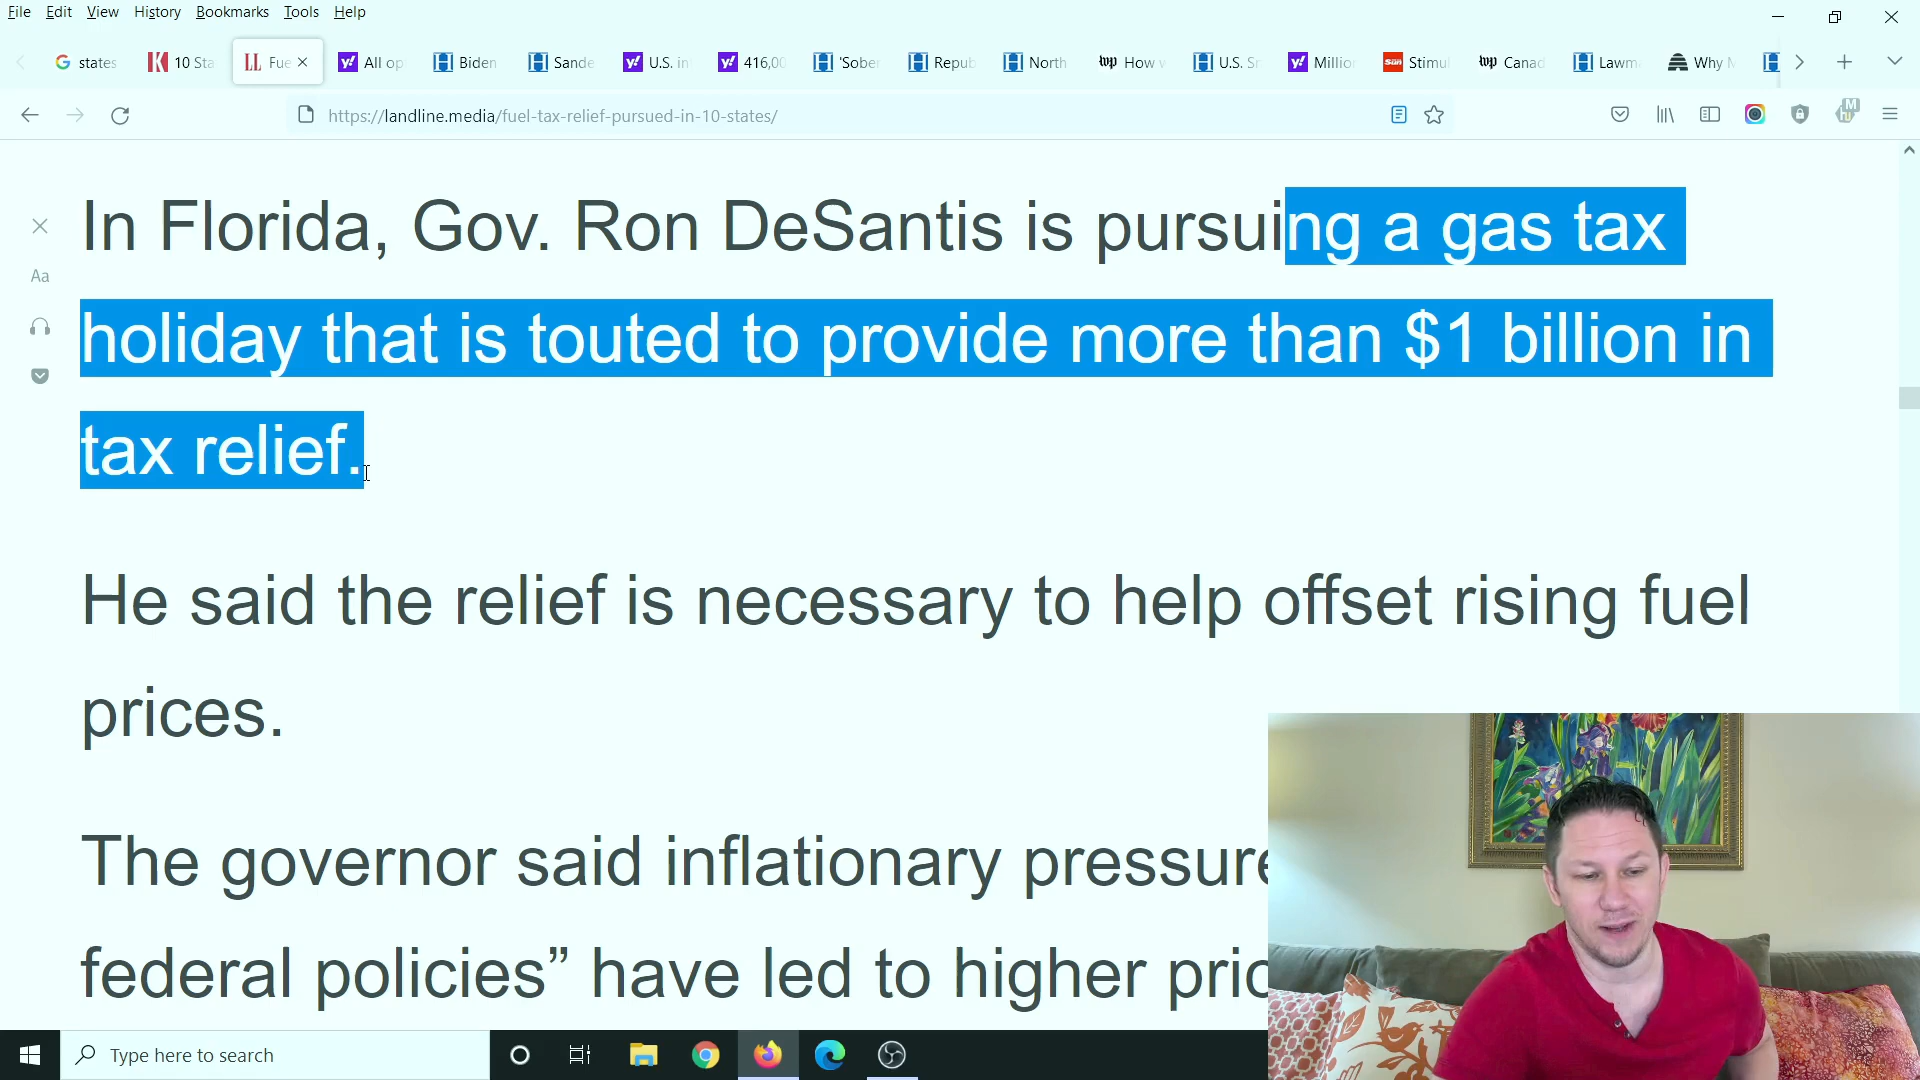 File Edit View History Bookmarks Tools Help
states 10 Sta Fue All op Biden Sande U.S. in 416,00 'Sober Repub North How U.S. S Millio Stimul Canad Lawm Why
https://landline.media/fuel-tax-relief-pursued-in-10-states/
In Florida, Gov. Ron DeSantis is pursuing a gas tax
holiday that is touted to provide more than $1 billion in
tax relief.
Aa
He said the relief is necessary to help offset rising fuel
prices.
The governor said inflationary pressure
federal policies” have led to higher pric
Type here to search